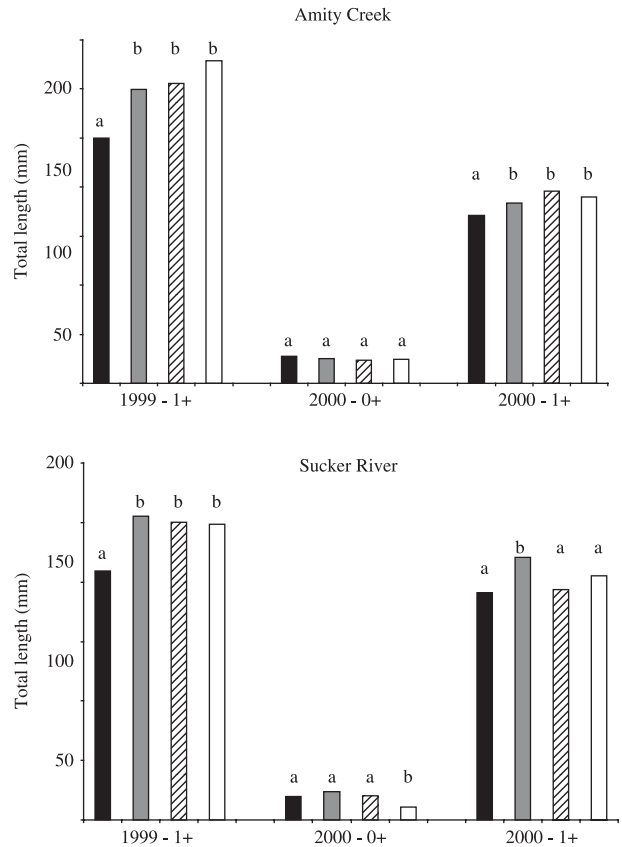 Amity Creek
Total length (mm)
200
150
100
50
a b b b
a a a a
a b b b
1999 - 1+ 2000 - 0+ 2000 - 1+
Sucker River
Total length (mm)
200
150
100
50
a b b b
a a a b
a b a a
1999 - 1+ 2000 - 0+ 2000 - 1+